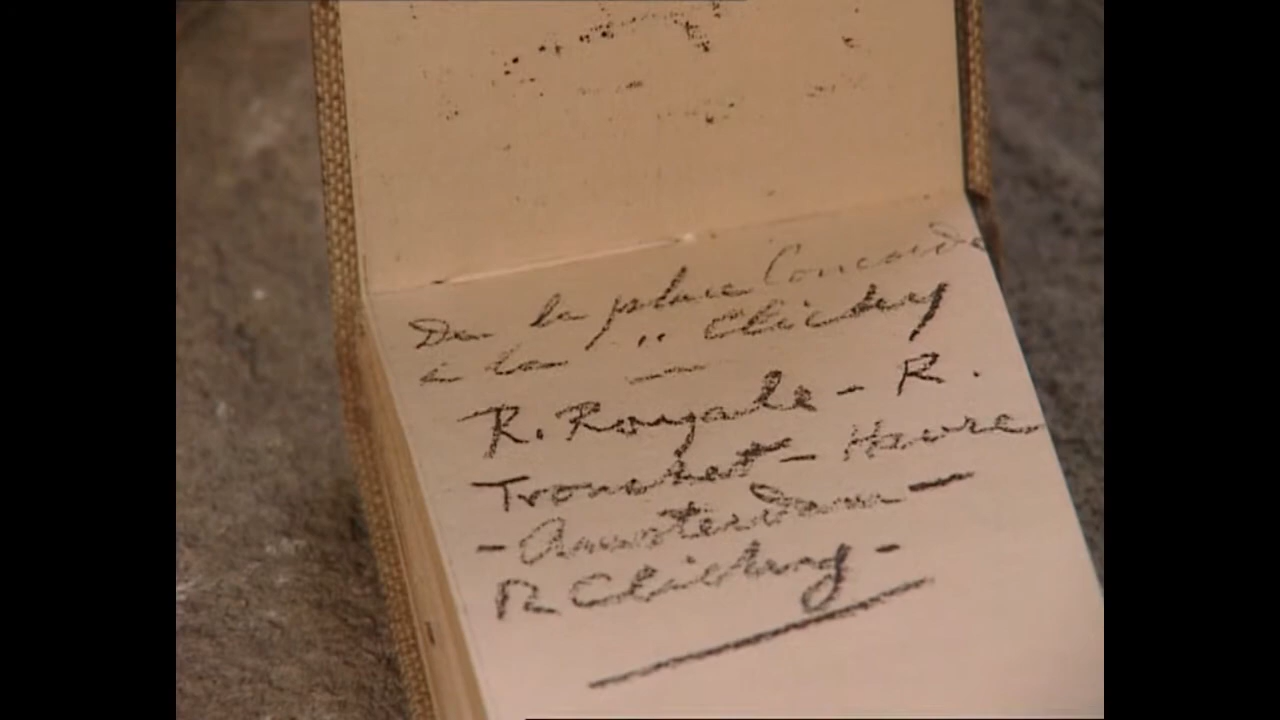 De la place Concorde
à la " Clichy
R. Royale - R.
Tronchet - Havre
- Amsterdam -
R Clichy -